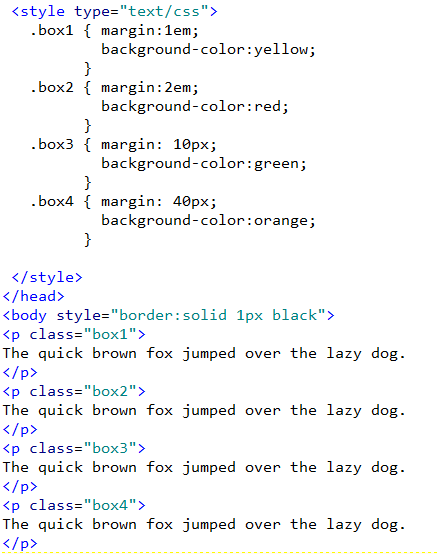 <style type="text/css">
.box1 { margin:1em;
background-color:yellow;
}
.box2 { margin:2em;
background-color:red;
}
.box3 { margin: 10px;
background-color:green;
}
.box4 { margin: 40px;
background-color:orange;
}
</style>
</head>
<body style="border:solid 1px black">
<p class="box1">
The quick brown fox jumped over the lazy dog.
</p>
<p class="box2">
The quick brown fox jumped over the lazy dog.
</p>
<p class="box3">
The quick brown fox jumped over the lazy dog.
</p>
<p class="box4">
The quick brown fox jumped over the lazy dog.
</p>